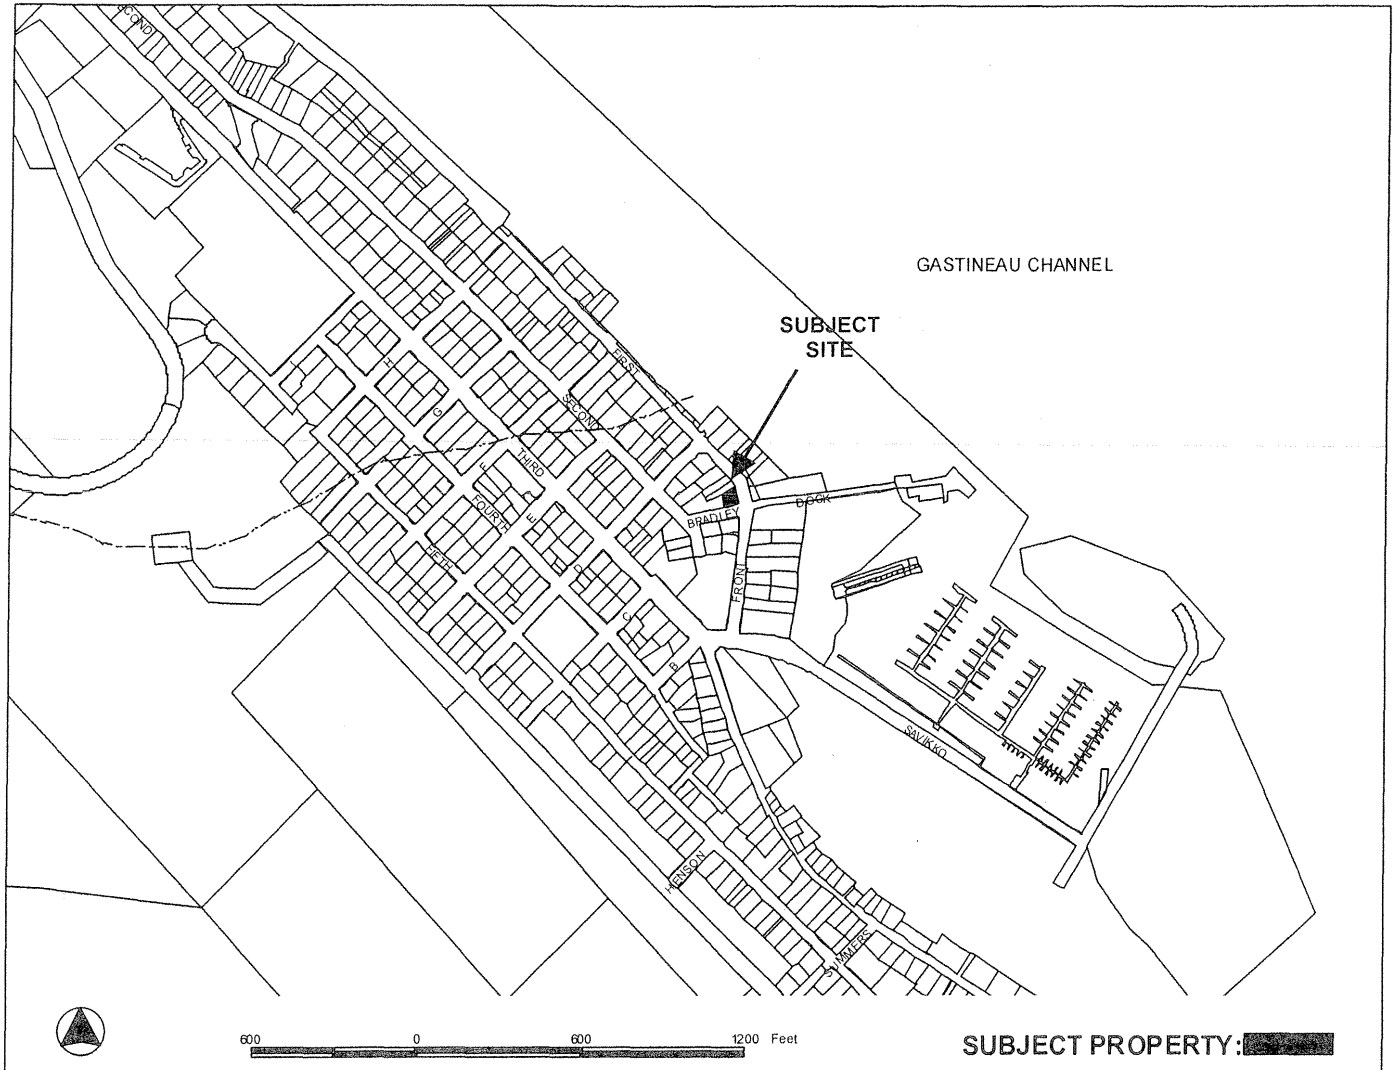 SECOND
GASTINEAU CHANNEL
SUBJECT
SITE
FIRST
H
SECOND
G
THIRD
F
DOCK
FOURTH
E
BRADLEY
FIFTH
D
FRONT
C
B
SAVIKKO
HENSON
SUMMERS
600 0 600 1200 Feet
SUBJECT PROPERTY: